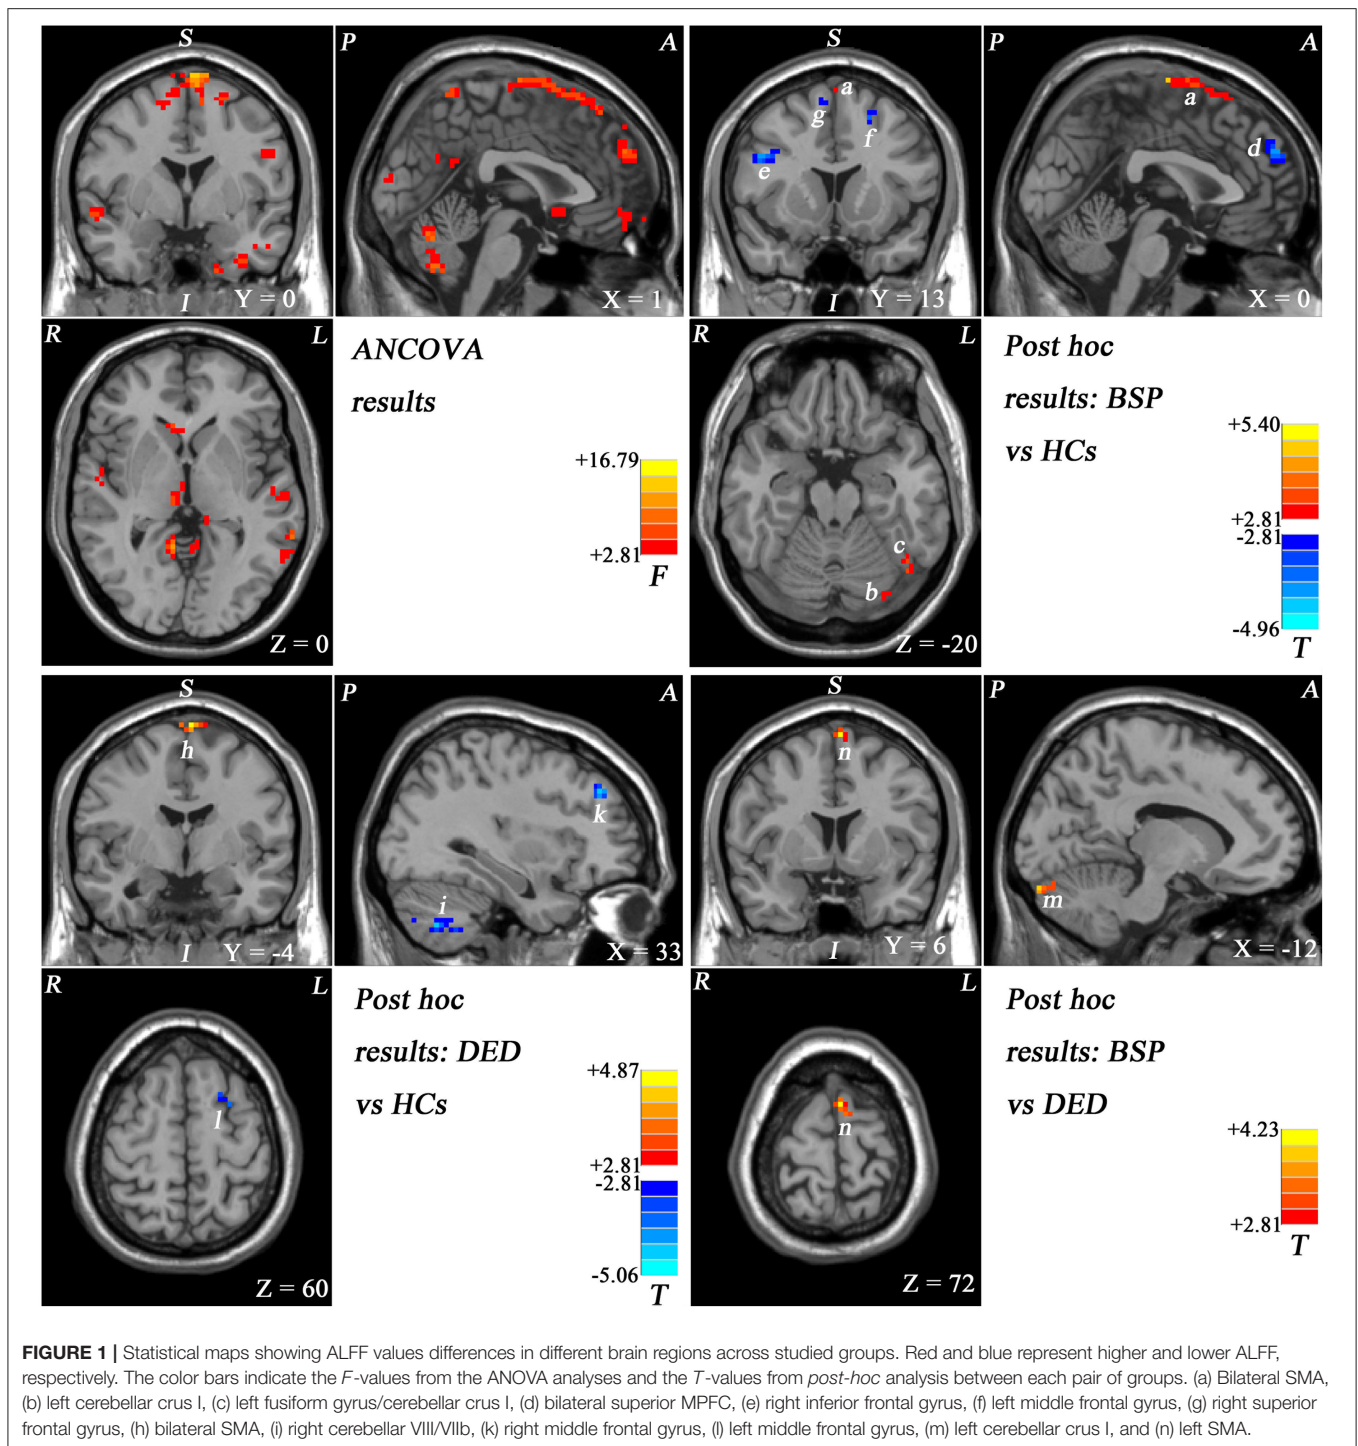 S
P A
S
P A
a
g
f
e
a
d
I Y = 0
X = 1
I Y = 13
X = 0
R L
ANCOVA
results
+16.79
+2.81
F
R L
c
b
Z = 0
Z = -20
Post hoc
results: BSP
vs HCs
+5.40
+2.81
-2.81
-4.96
T
S
h
I Y = -4
P A
k
i
X = 33
S
n
I Y = 6
P A
m
X = -12
R L
l
Z = 60
Post hoc
results: DED
vs HCs
+4.87
+2.81
-2.81
-5.06
T
R L
n
Z = 72
Post hoc
results: BSP
vs DED
+4.23
+2.81
T
FIGURE 1 | Statistical maps showing ALFF values differences in different brain regions across studied groups. Red and blue represent higher and lower ALFF,
respectively. The color bars indicate the F-values from the ANOVA analyses and the T-values from post-hoc analysis between each pair of groups. (a) Bilateral SMA,
(b) left cerebellar crus I, (c) left fusiform gyrus/cerebellar crus I, (d) bilateral superior MPFC, (e) right inferior frontal gyrus, (f) left middle frontal gyrus, (g) right superior
frontal gyrus, (h) bilateral SMA, (i) right cerebellar VIII/VIIb, (k) right middle frontal gyrus, (l) left middle frontal gyrus, (m) left cerebellar crus I, and (n) left SMA.